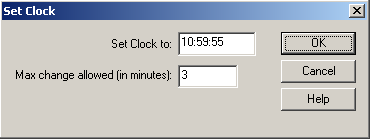 Set Clock
Set Clock to: 10:59:55
OK
Max change allowed (in minutes): 3
Cancel
Help